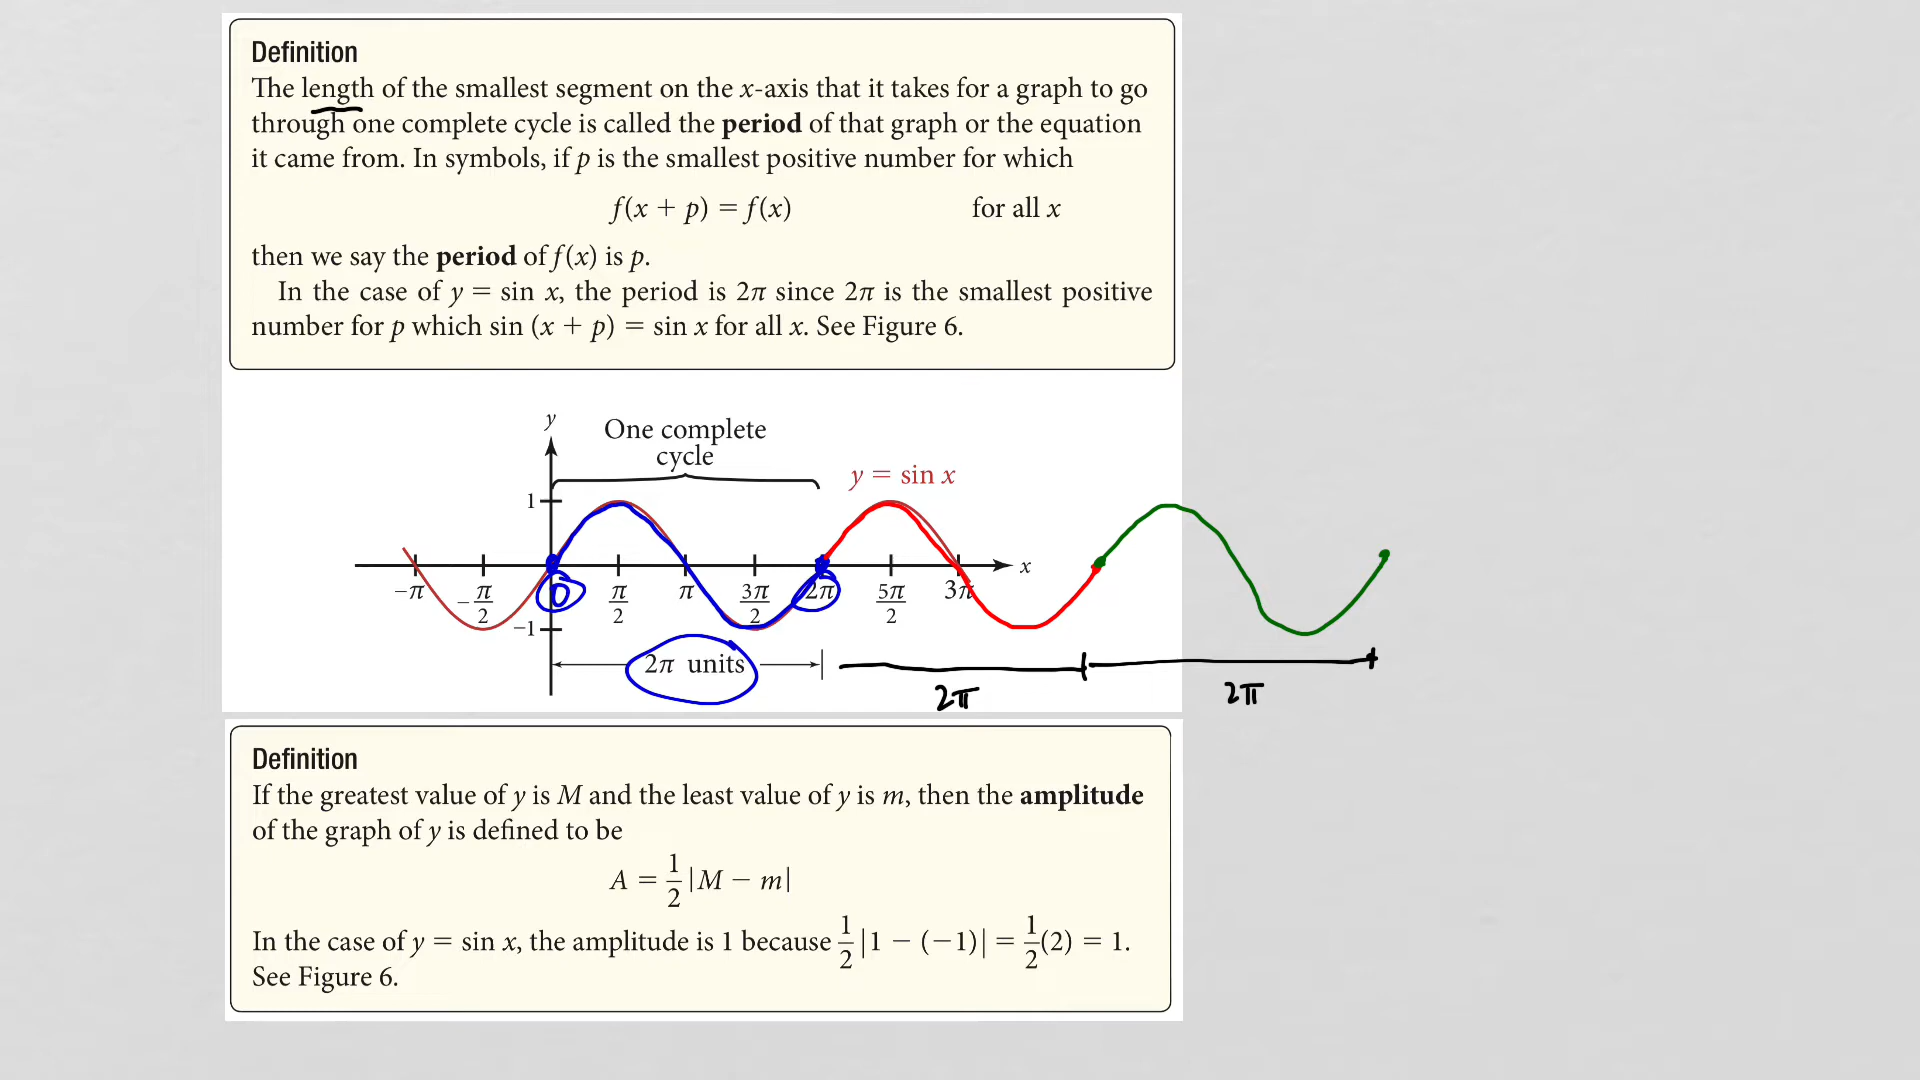 Definition
The length of the smallest segment on the x-axis that it takes for a graph to go
through one complete cycle is called the period of that graph or the equation
it came from. In symbols, if p is the smallest positive number for which
f(x + p) = f(x) for all x
then we say the period of f(x) is p.
In the case of y = sin x, the period is 2π since 2π is the smallest positive
number for p which sin (x + p) = sin x for all x. See Figure 6.
y
One complete
cycle
y = sin x
1
x
−π −π/2 0 π/2 π 3π/2 2π 5π/2 3π
−1
2π units
2π 2π
Definition
If the greatest value of y is M and the least value of y is m, then the amplitude
of the graph of y is defined to be
A = 1/2 |M − m|
In the case of y = sin x, the amplitude is 1 because 1/2 |1 − (−1)| = 1/2 (2) = 1.
See Figure 6.